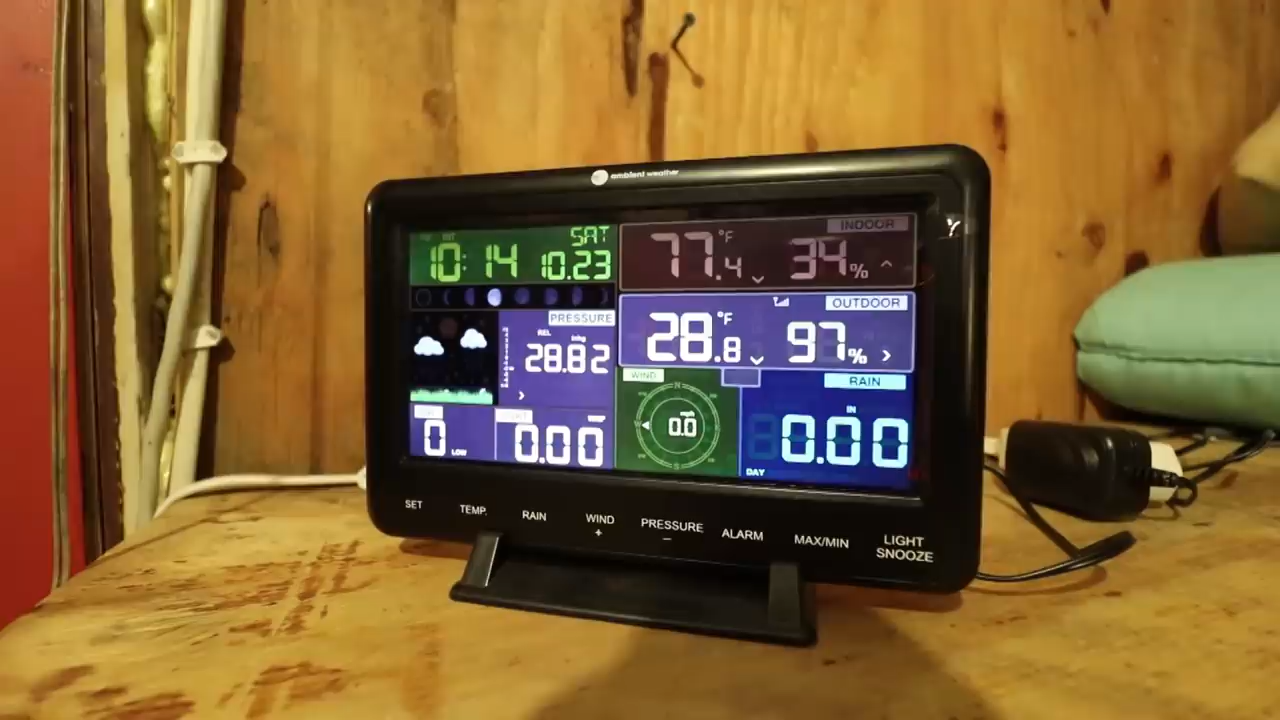 ambient weather
SAT
10:14 10.23
INDOOR
77.4 °F 34%
OUTDOOR
28.8 °F 97%
PRESSURE
REL
28.82
WIND
0.0
RAIN
IN
0.00
DAY
0 LOW
0.00
SET
TEMP.
RAIN
WIND
+
PRESSURE
–
ALARM
MAX/MIN
LIGHT
SNOOZE